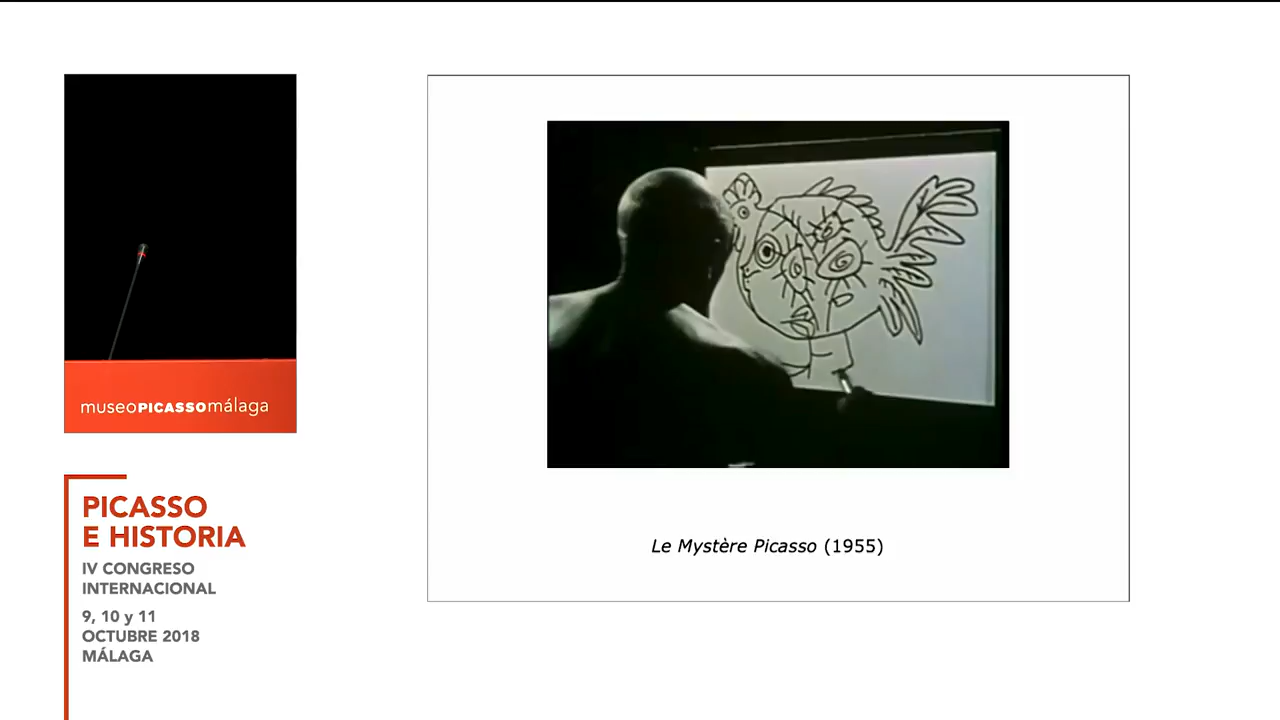 museoPICASSOmálaga
PICASSO
E HISTORIA
IV CONGRESO
INTERNACIONAL
9, 10 y 11
OCTUBRE 2018
MÁLAGA
Le Mystère Picasso (1955)